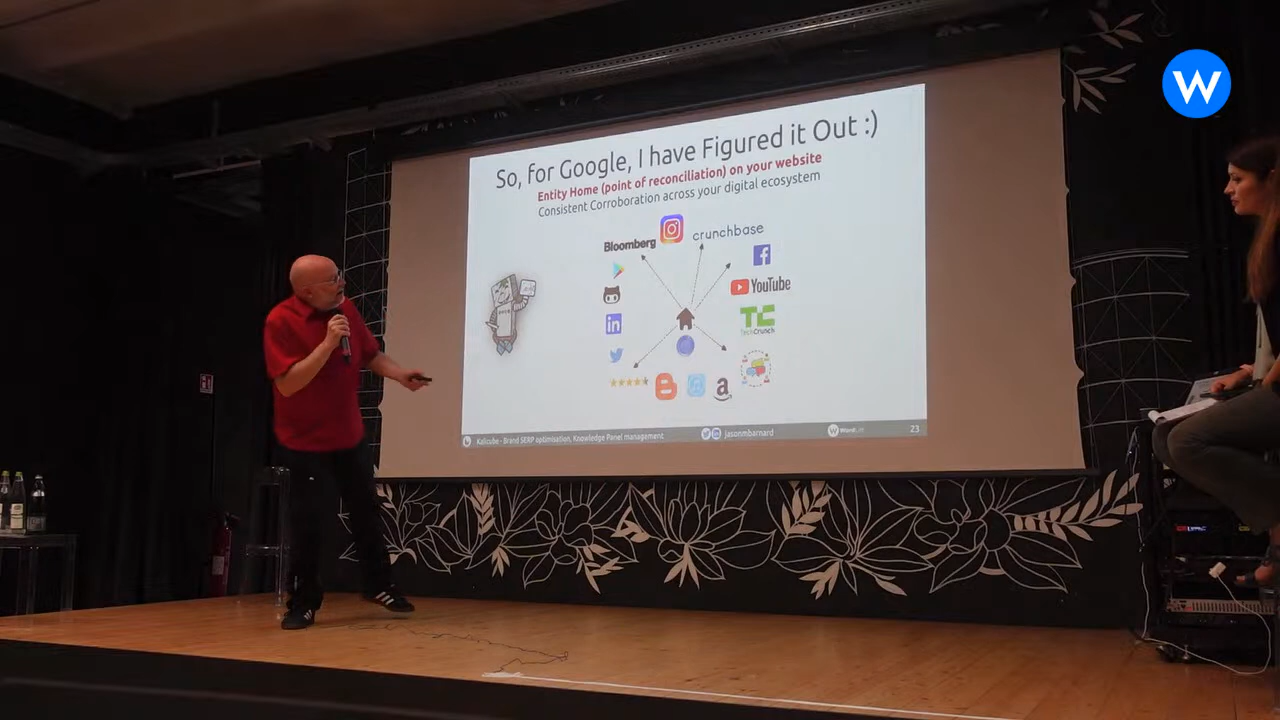 W
So, for Google, I have Figured it Out :)
Entity Home (point of reconciliation) on your website
Consistent Corroboration across your digital ecosystem
Bloomberg
crunchbase
YouTube
TC
TechCrunch
in
a
Kalicube - Brand SERP optimisation, Knowledge Panel management
Jasonmbarnard
23